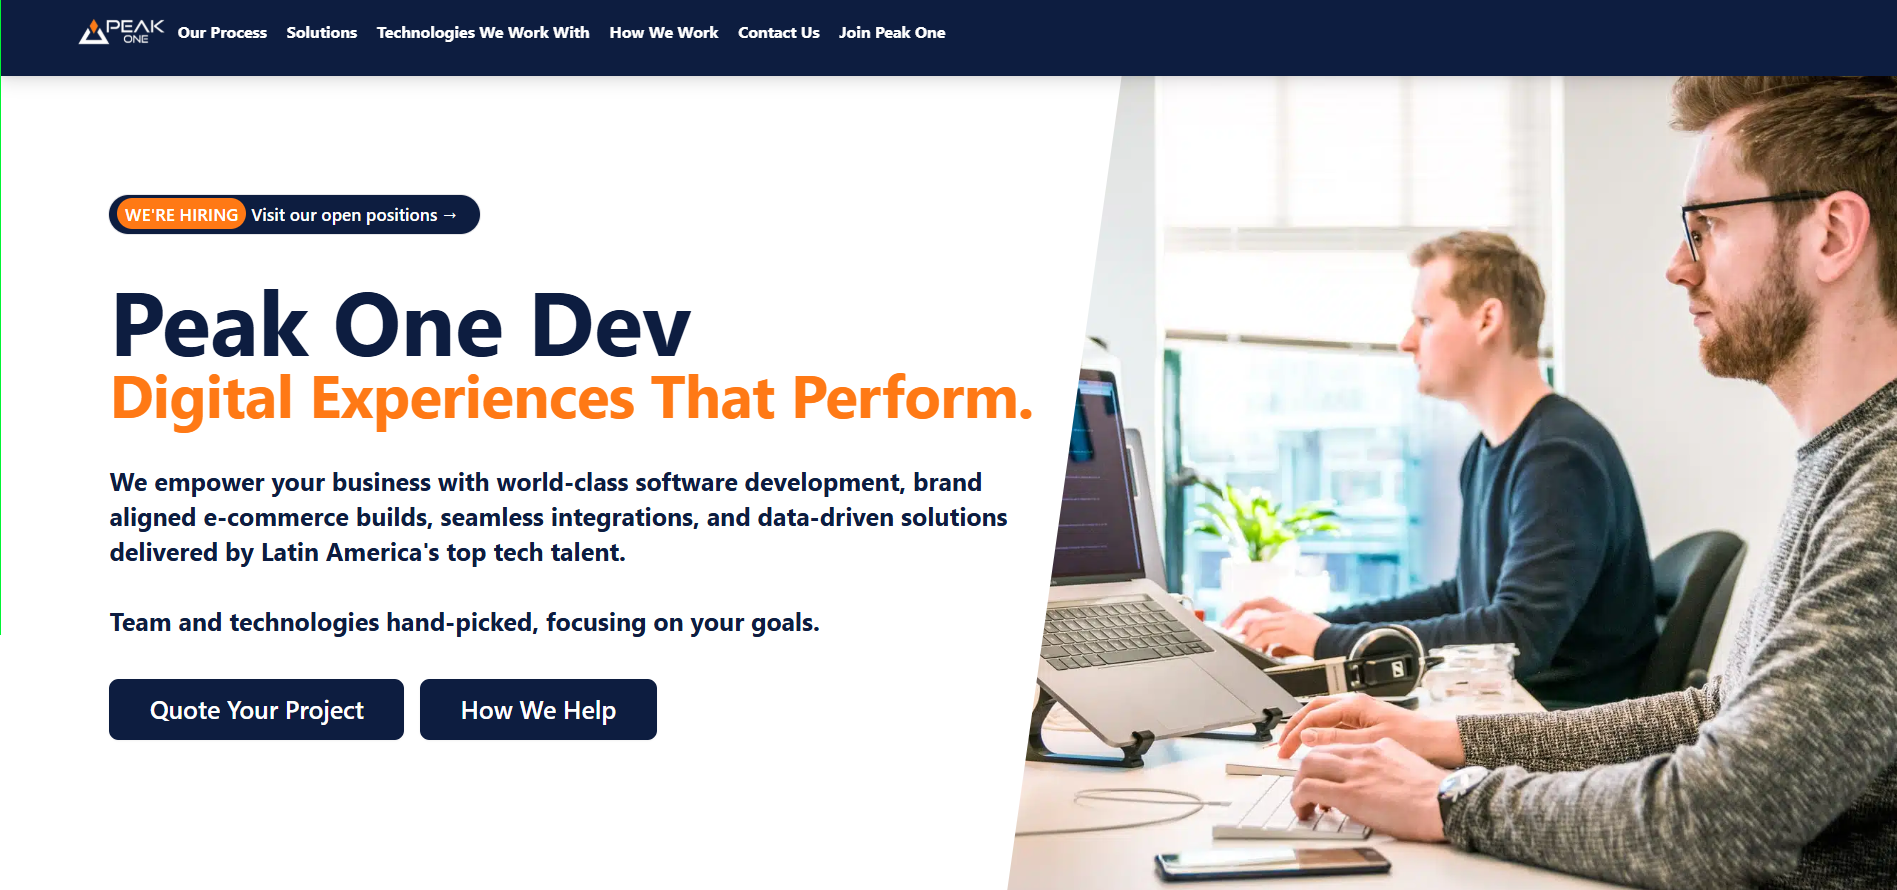 PEAK
ONE
Our Process Solutions Technologies We Work With How We Work Contact Us Join Peak One
WE'RE HIRING Visit our open positions →
Peak One Dev
Digital Experiences That Perform.
We empower your business with world-class software development, brand
aligned e-commerce builds, seamless integrations, and data-driven solutions
delivered by Latin America's top tech talent.
Team and technologies hand-picked, focusing on your goals.
Quote Your Project How We Help